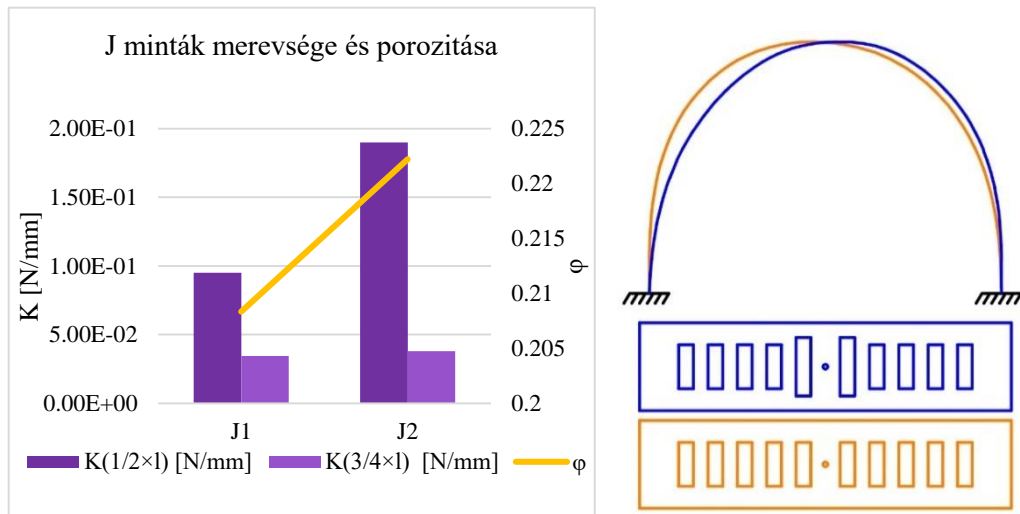 J minták merevsége és porozitása
2.00E-01
1.50E-01
1.00E-01
5.00E-02
0.00E+00
K [N/mm]
0.225
0.22
0.215
0.21
0.205
0.2
φ
J1 J2
K(1/2×l) [N/mm] K(3/4×l) [N/mm] φ